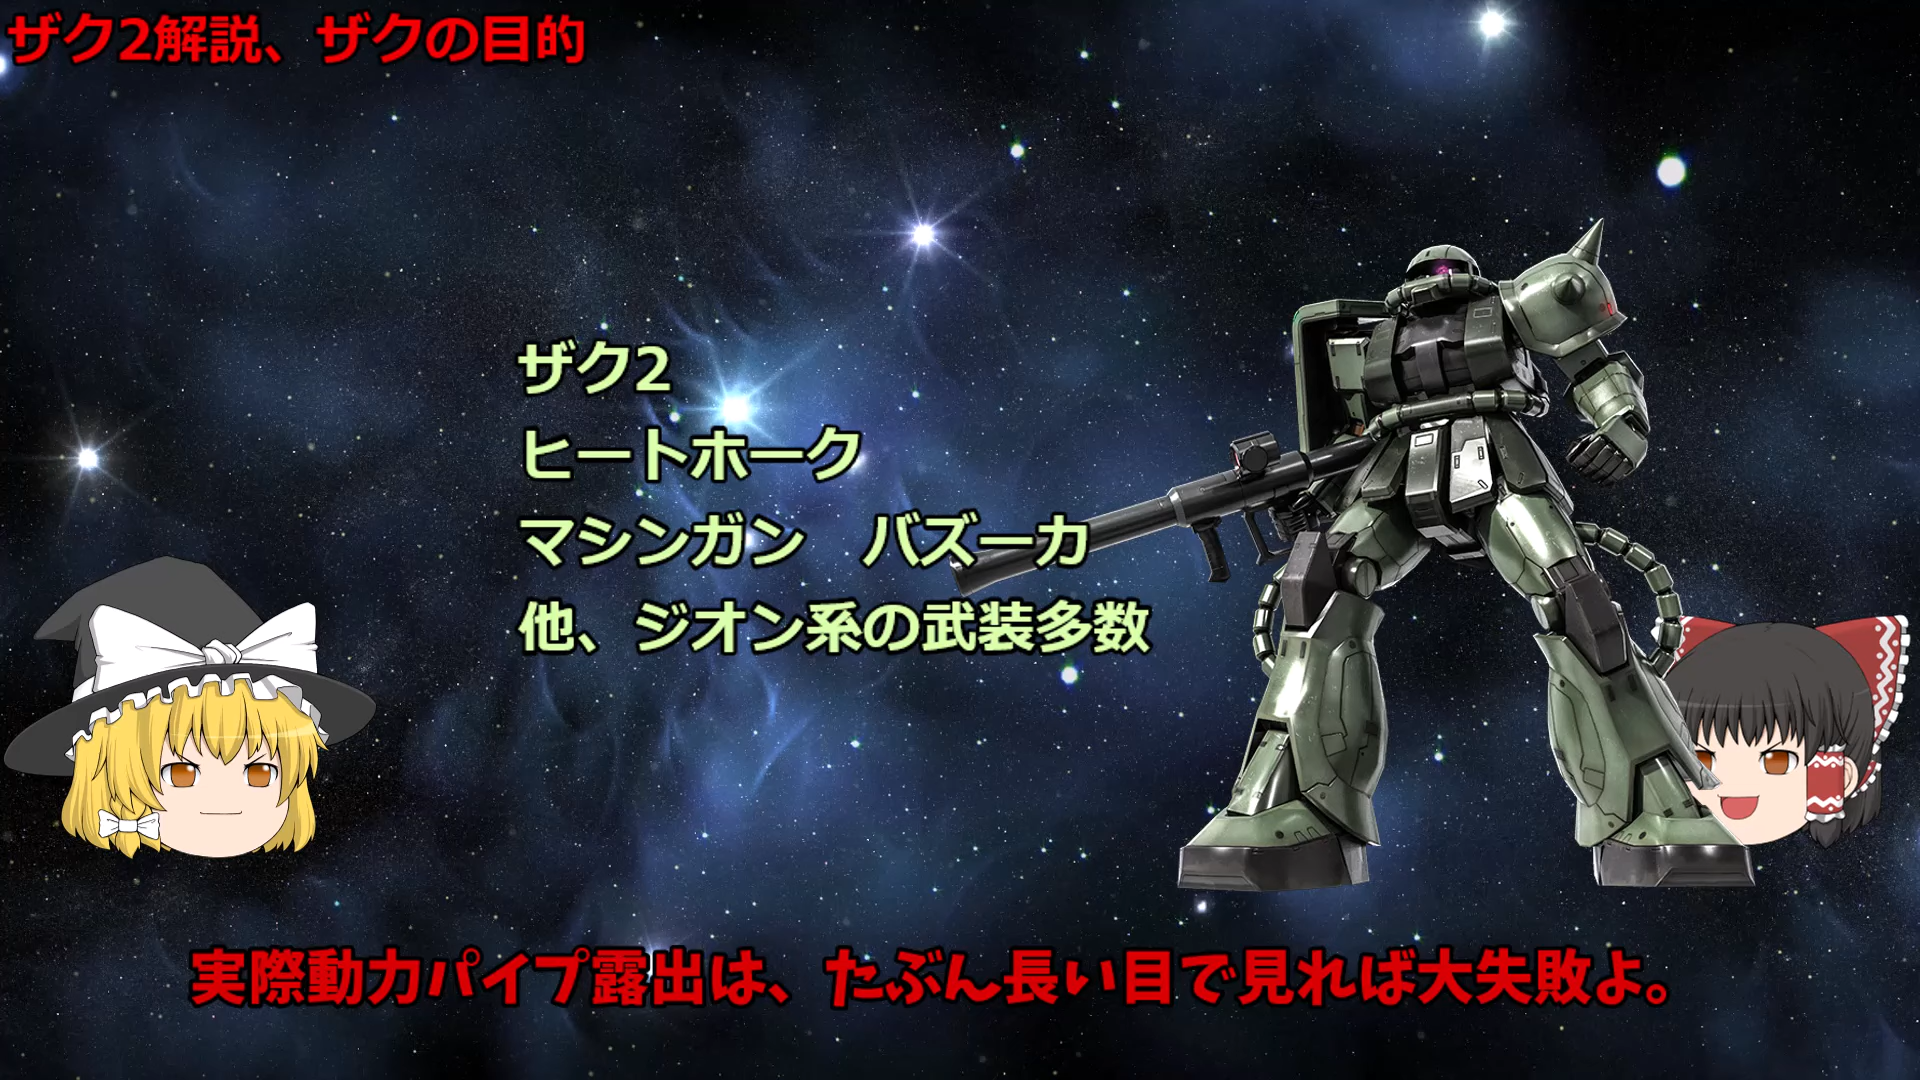 ザク2解説、ザクの目的
ザク2
ヒートホーク
マシンガン　バズーカ
他、ジオン系の武装多数
実際動力パイプ露出は、たぶん長い目で見れば大失敗よ。